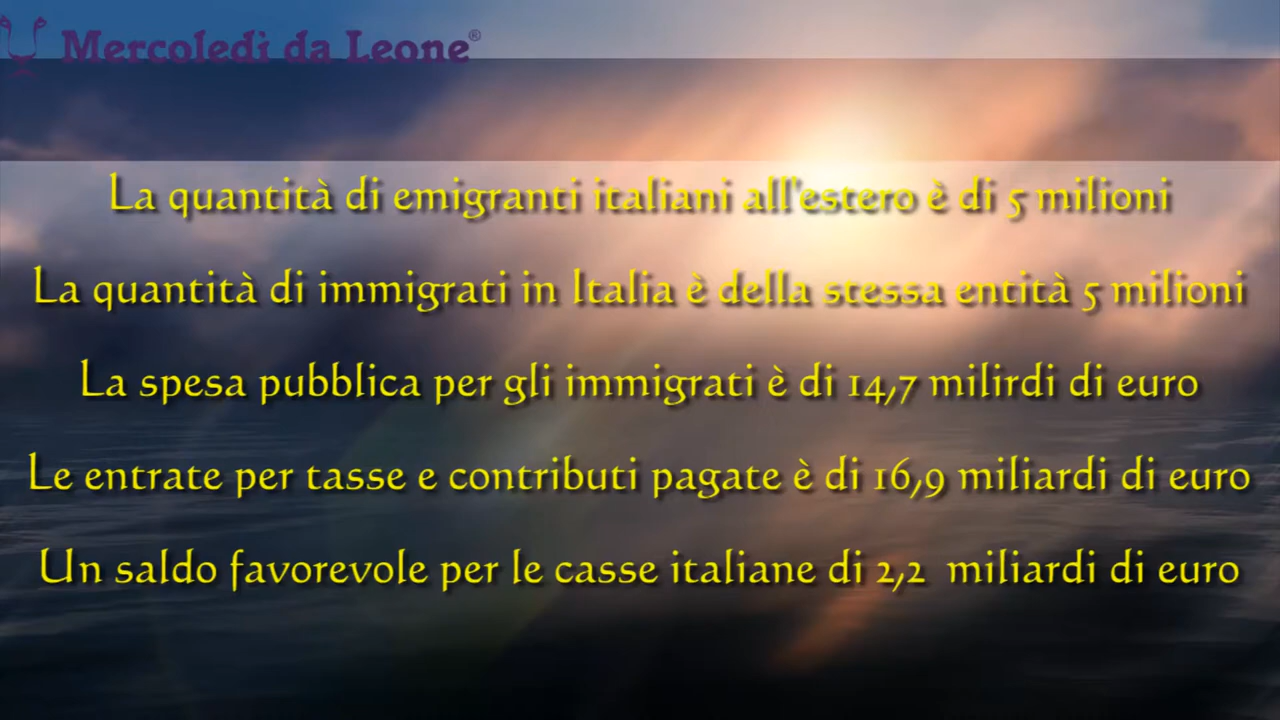 Mercoledì da Leone®
La quantità di emigranti italiani all'estero è di 5 milioni
La quantità di immigrati in Italia è della stessa entità 5 milioni
La spesa pubblica per gli immigrati è di 14,7 milirdi di euro
Le entrate per tasse e contributi pagate è di 16,9 miliardi di euro
Un saldo favorevole per le casse italiane di 2,2 miliardi di euro